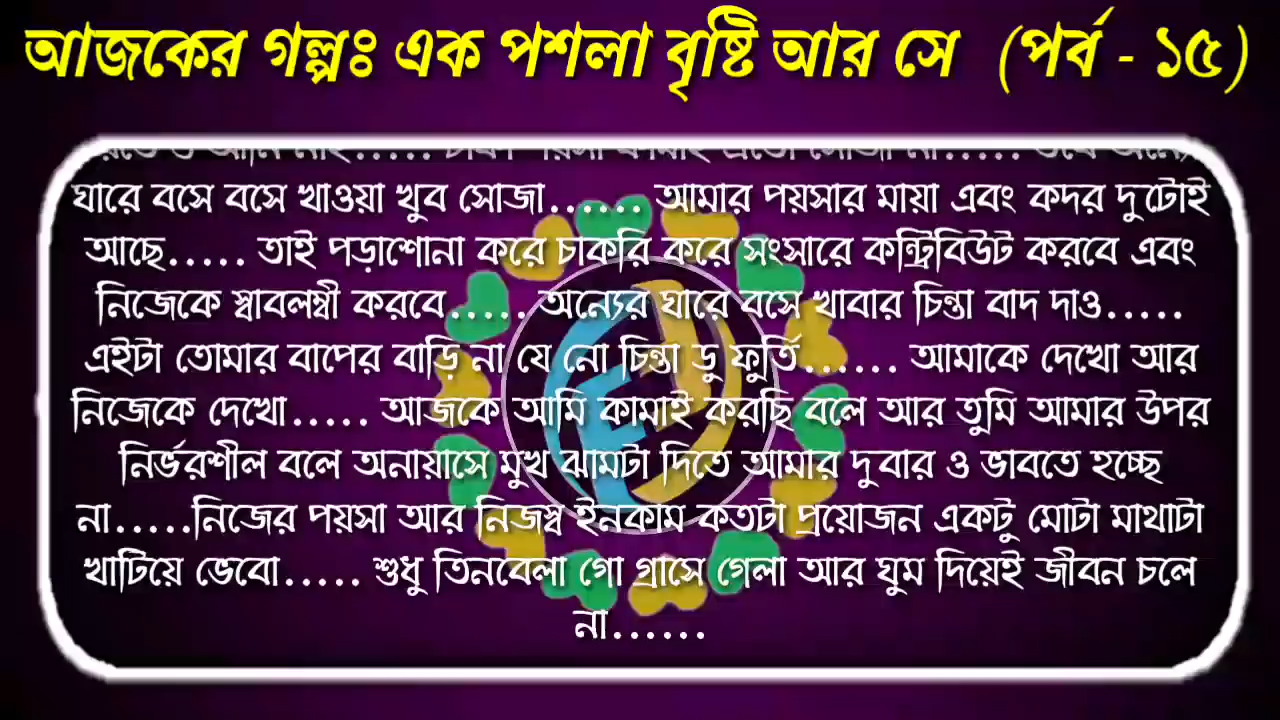 আজকের গল্পঃ এক পশলা বৃষ্টি আর সে (পর্ব - ১৫)
ঘারে বসে বসে খাওয়া খুব সোজা...... আমার পয়সার মায়া এবং কদর দুটোই
আছে..... তাই পড়াশোনা করে চাকরি করে সংসারে কন্ট্রিবিউট করবে এবং
নিজেকে স্বাবলম্বী করবে..... অন্যের ঘারে বসে খাবার চিন্তা বাদ দাও.....
এইটা তোমার বাপের বাড়ি না যে নো চিন্তা ডু ফুর্তি...... আমাকে দেখো আর
নিজেকে দেখো..... আজকে আমি কামাই করছি বলে আর তুমি আমার উপর
নির্ভরশীল বলে অনায়াসে মুখ ঝামটা দিতে আমার দুবার ও ভাবতে হচ্ছে
না.....নিজের পয়সা আর নিজস্ব ইনকাম কতটা প্রয়োজন একটু মোটা মাথাটা
খাটিয়ে ভেবো..... শুধু তিনবেলা গো গ্রাসে গেলা আর ঘুম দিয়েই জীবন চলে
না......